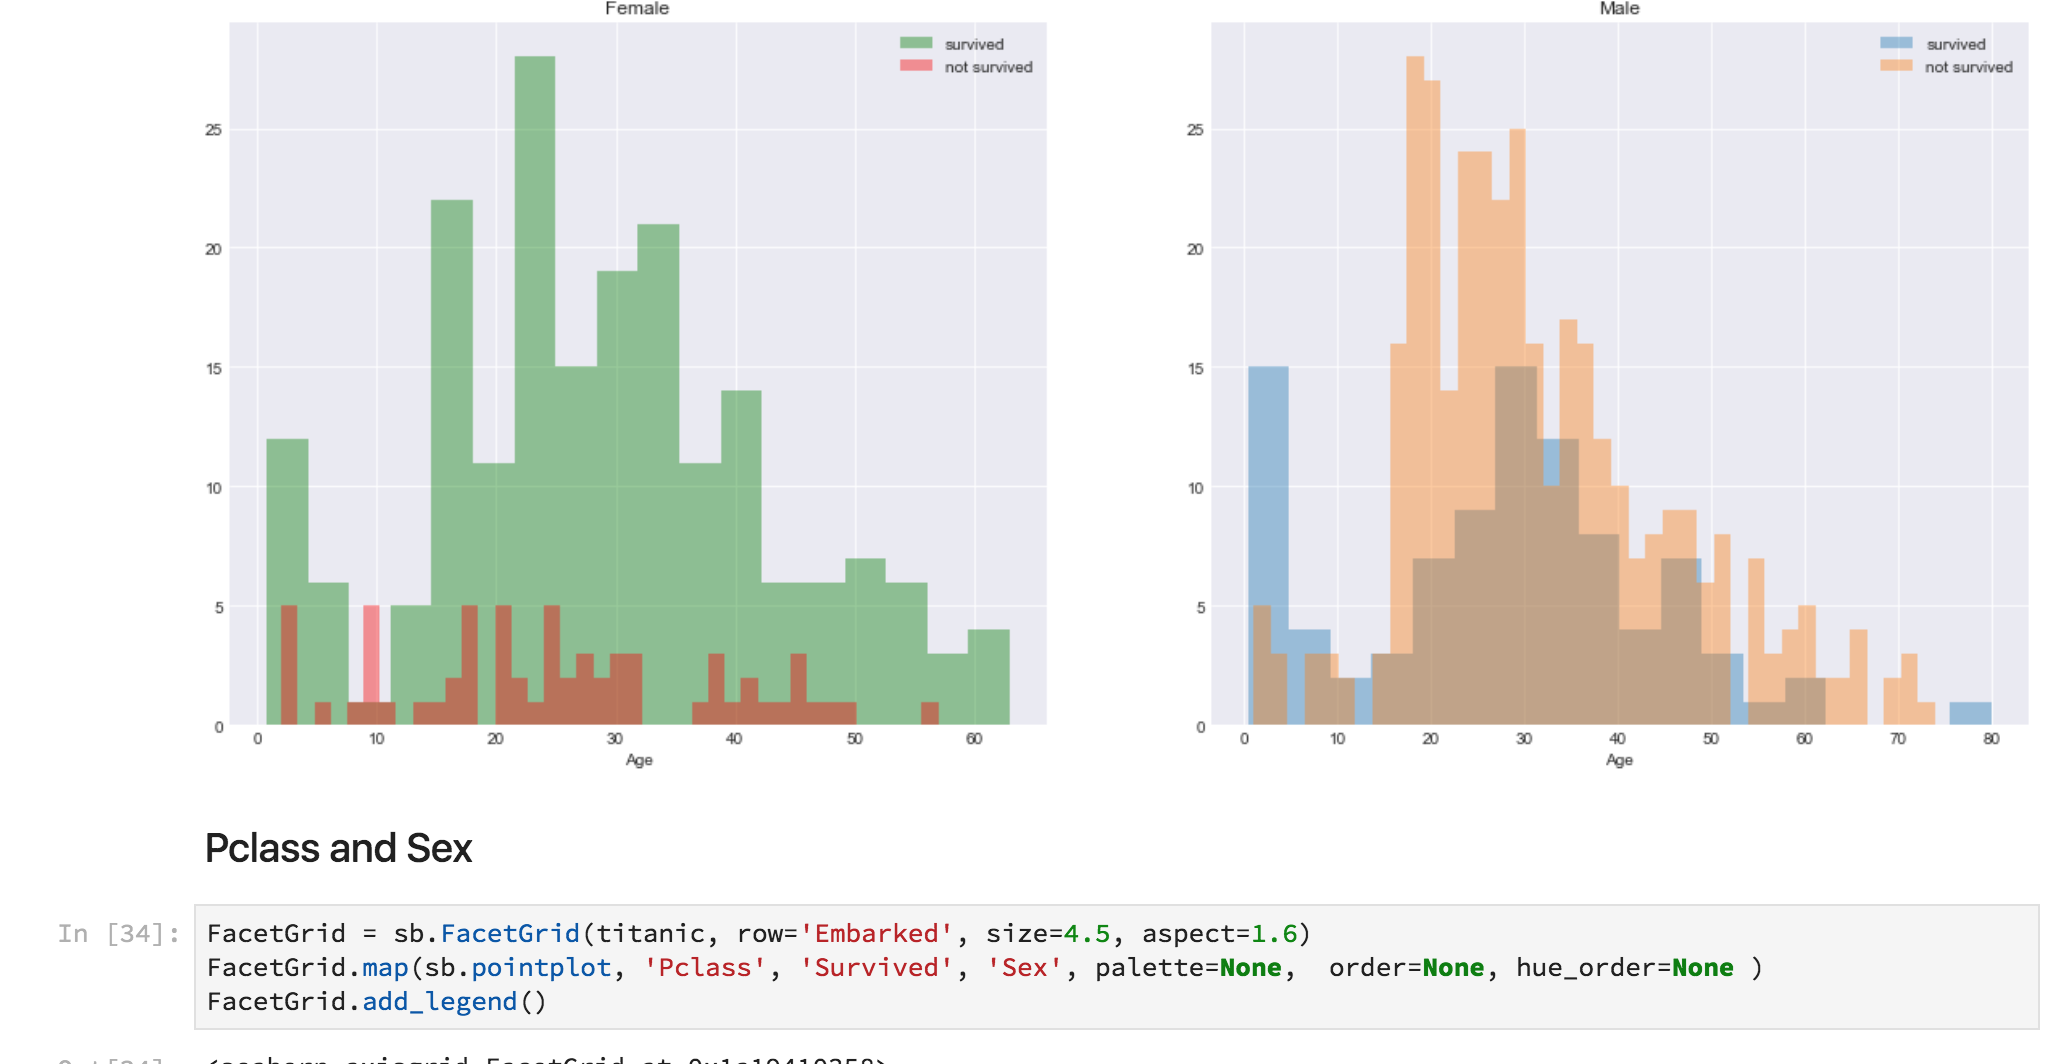 Female
survived
not survived
25
20
15
10
5
0
0 10 20 30 40 50 60
Age
Male
survived
not survived
25
20
15
10
5
0
0 10 20 30 40 50 60 70 80
Age
Pclass and Sex
In [34]:
FacetGrid = sb.FacetGrid(titanic, row='Embarked', size=4.5, aspect=1.6)
FacetGrid.map(sb.pointplot, 'Pclass', 'Survived', 'Sex', palette=None,  order=None, hue_order=None )
FacetGrid.add_legend()